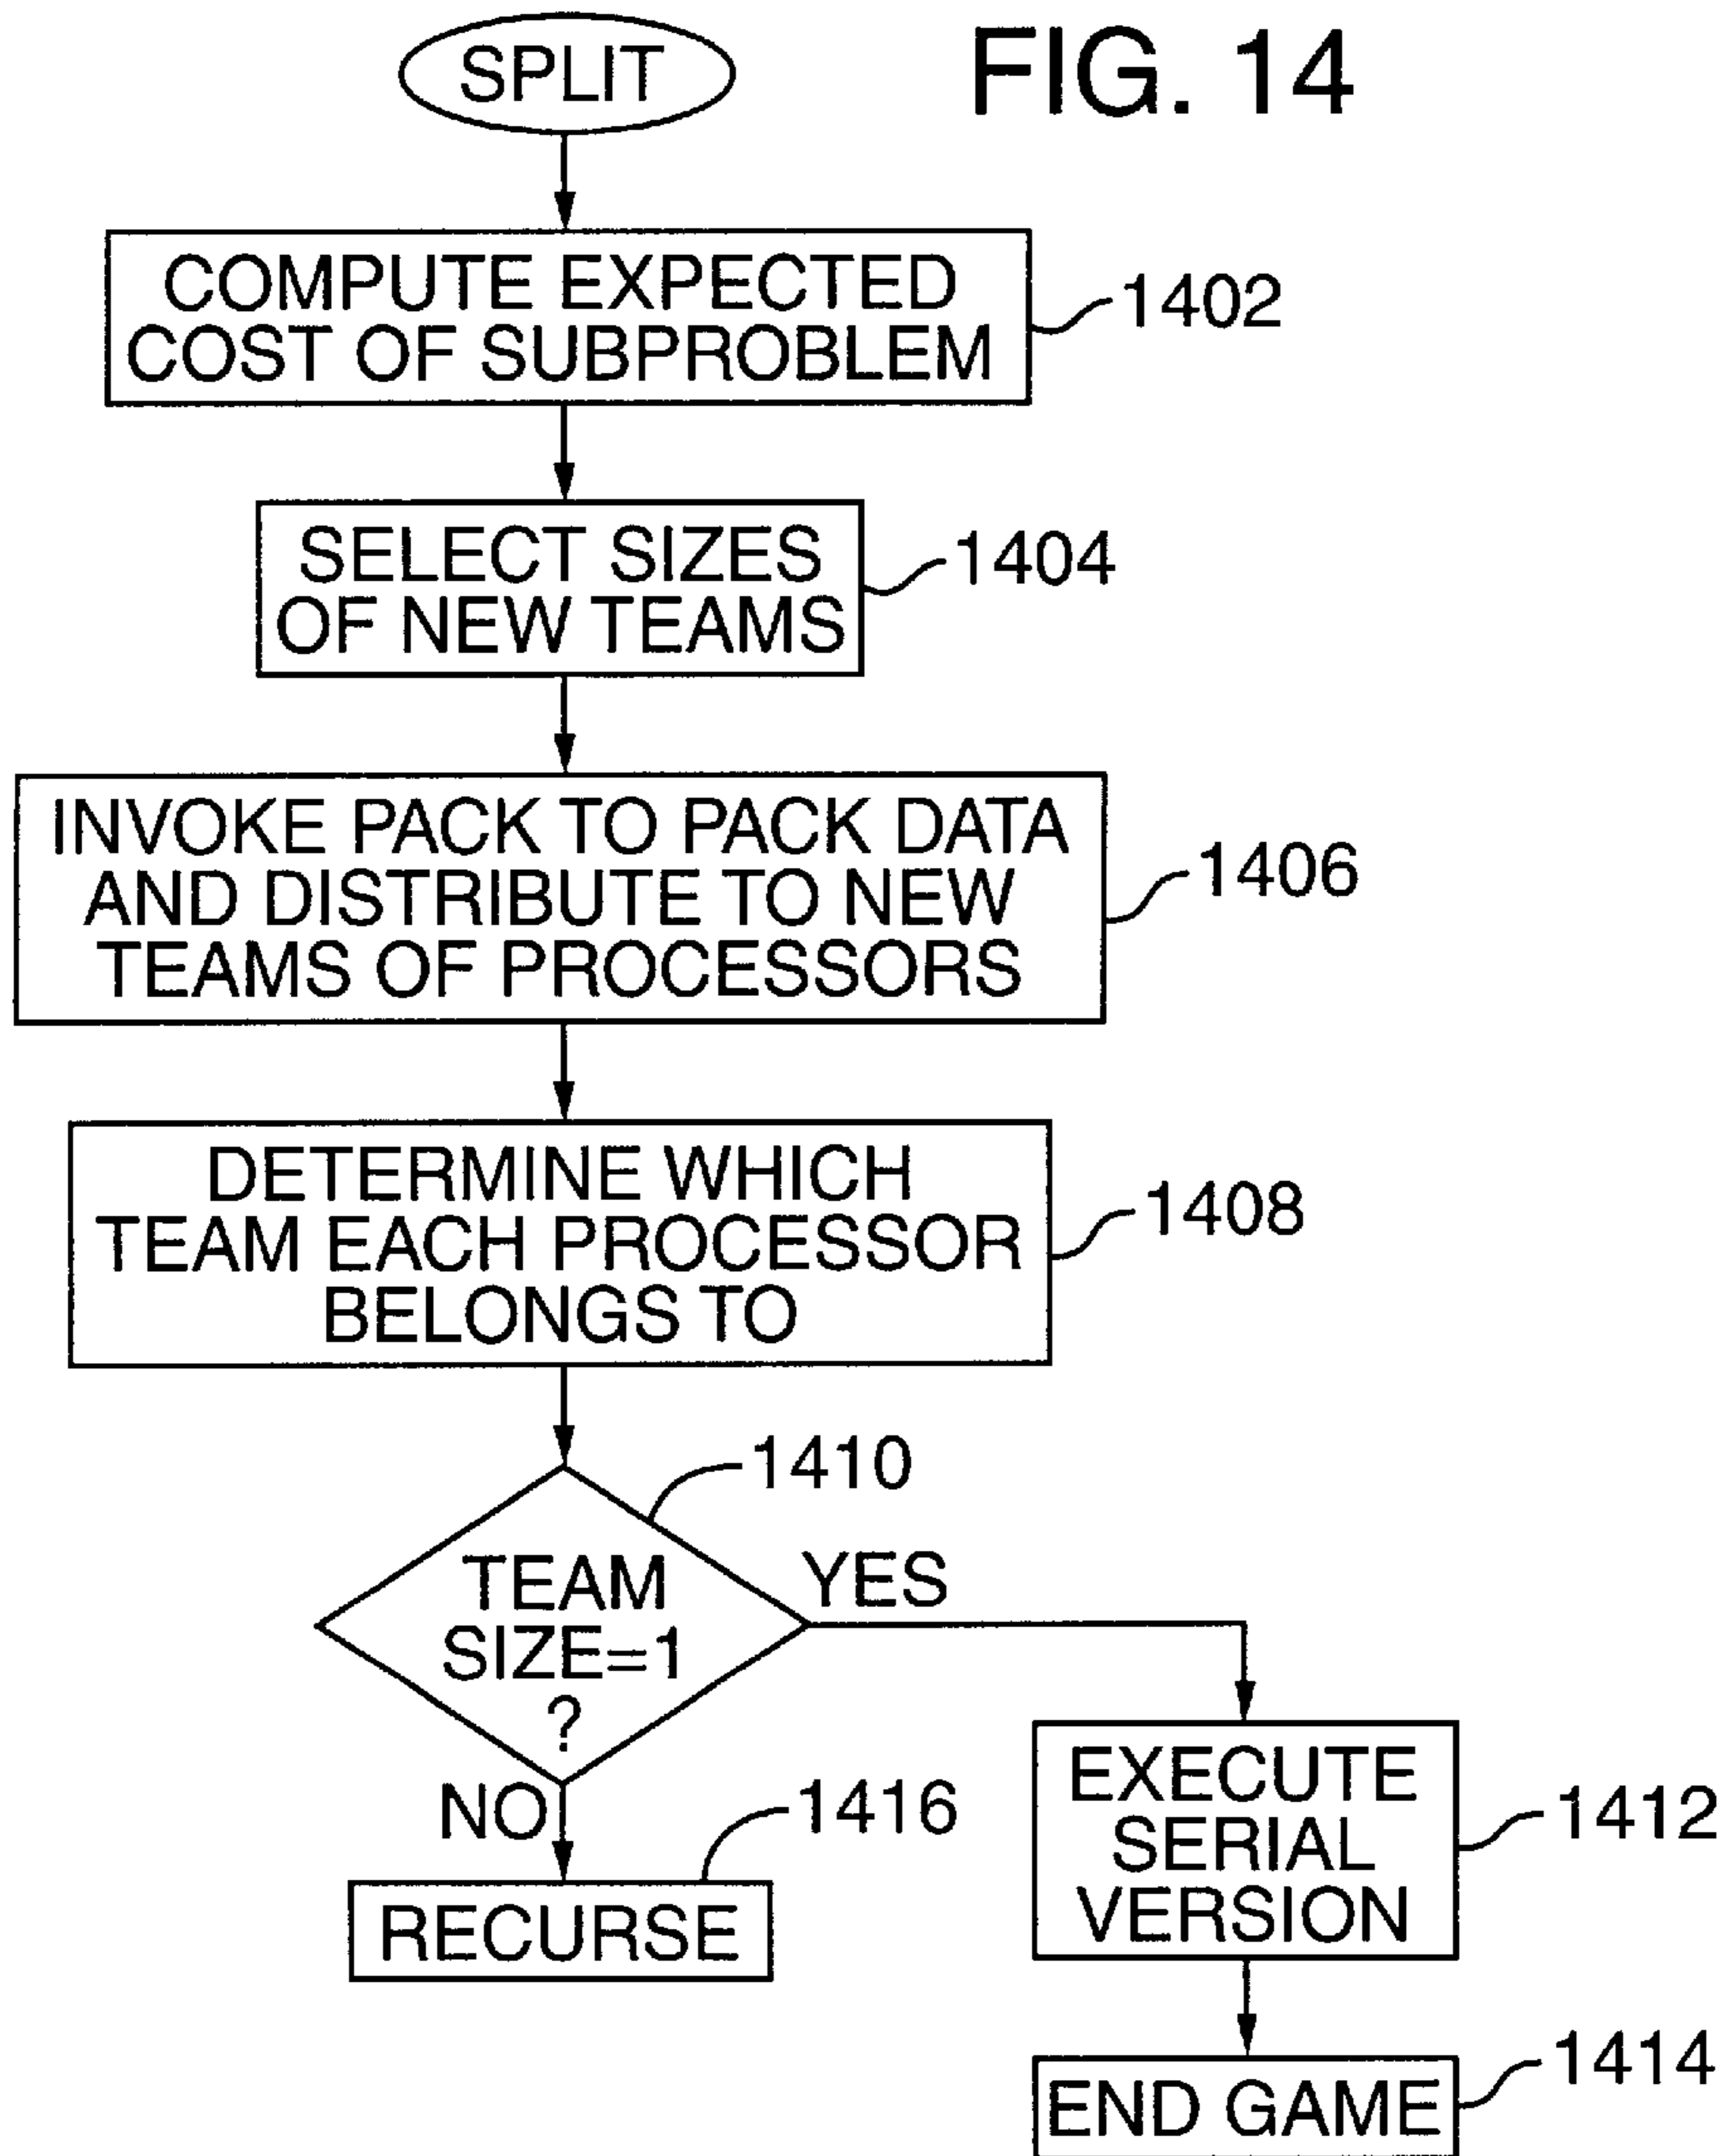 SPLIT
FIG. 14
COMPUTE EXPECTED
COST OF SUBPROBLEM
1402
SELECT SIZES
OF NEW TEAMS
1404
INVOKE PACK TO PACK DATA
AND DISTRIBUTE TO NEW
TEAMS OF PROCESSORS
1406
DETERMINE WHICH
TEAM EACH PROCESSOR
BELONGS TO
1408
1410
TEAM
SIZE=1
?
YES
NO
1416
RECURSE
EXECUTE
SERIAL
VERSION
1412
END GAME
1414